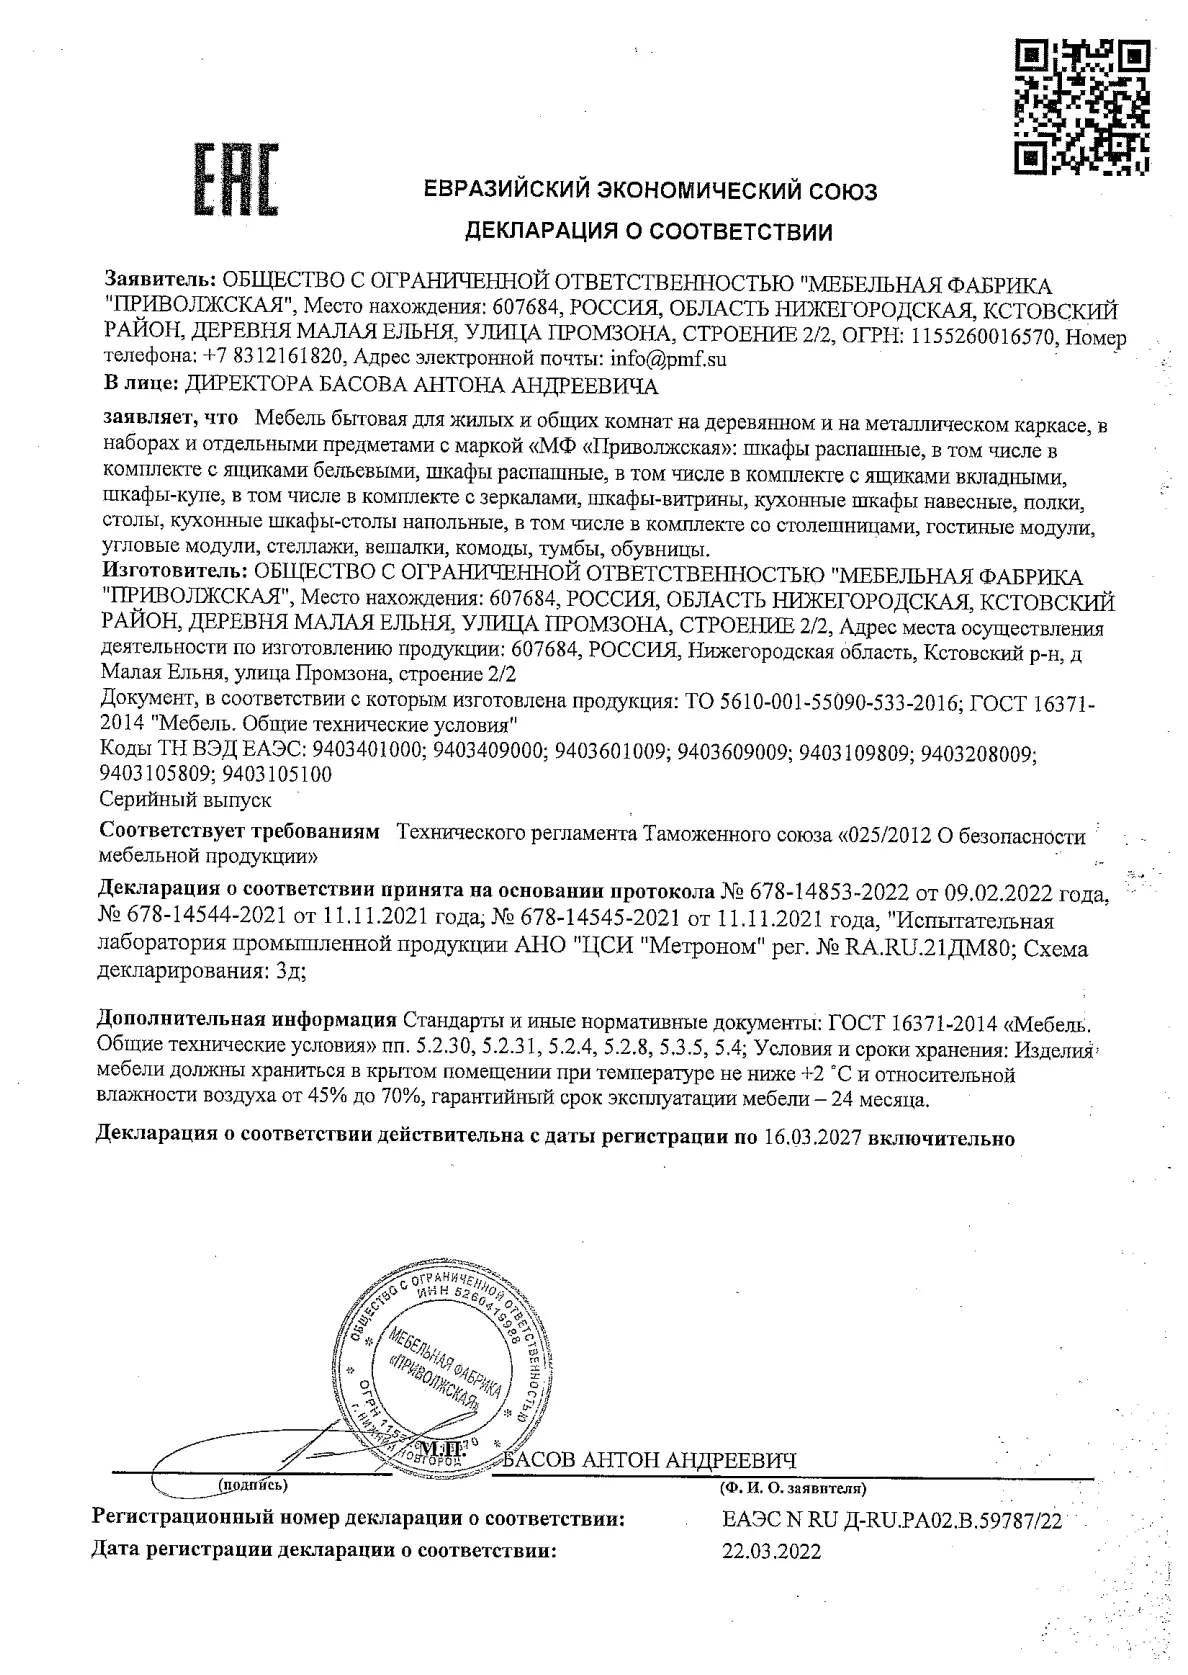 ЕАС
ЕВРАЗИЙСКИЙ ЭКОНОМИЧЕСКИЙ СОЮЗ
ДЕКЛАРАЦИЯ О СООТВЕТСТВИИ
Заявитель: ОБЩЕСТВО С ОГРАНИЧЕННОЙ ОТВЕТСТВЕННОСТЬЮ "МЕБЕЛЬНАЯ ФАБРИКА
"ПРИВОЛЖСКАЯ", Место нахождения: 607684, РОССИЯ, ОБЛАСТЬ НИЖЕГОРОДСКАЯ, КСТОВСКИЙ
РАЙОН, ДЕРЕВНЯ МАЛАЯ ЕЛЬНЯ, УЛИЦА ПРОМЗОНА, СТРОЕНИЕ 2/2, ОГРН: 1155260016570, Номер
телефона: +7 8312161820, Адрес электронной почты: info@pmf.su
В лице: ДИРЕКТОРА БАСОВА АНТОНА АНДРЕЕВИЧА
заявляет, что Мебель бытовая для жилых и общих комнат на деревянном и на металлическом каркасе, в
наборах и отдельными предметами с маркой «МФ «Приволжская»: шкафы распашные, в том числе в
комплекте с ящиками бельевыми, шкафы распашные, в том числе в комплекте с ящиками вкладными,
шкафы-купе, в том числе в комплекте с зеркалами, шкафы-витрины, кухонные шкафы навесные, полки,
столы, кухонные шкафы-столы напольные, в том числе в комплекте со столешницами, гостиные модули,
угловые модули, стеллажи, вешалки, комоды, тумбы, обувницы.
Изготовитель: ОБЩЕСТВО С ОГРАНИЧЕННОЙ ОТВЕТСТВЕННОСТЬЮ "МЕБЕЛЬНАЯ ФАБРИКА
"ПРИВОЛЖСКАЯ", Место нахождения: 607684, РОССИЯ, ОБЛАСТЬ НИЖЕГОРОДСКАЯ, КСТОВСКИЙ
РАЙОН, ДЕРЕВНЯ МАЛАЯ ЕЛЬНЯ, УЛИЦА ПРОМЗОНА, СТРОЕНИЕ 2/2, Адрес места осуществления
деятельности по изготовлению продукции: 607684, РОССИЯ, Нижегородская область, Кстовский р-н, д
Малая Ельня, улица Промзона, строение 2/2
Документ, в соответствии с которым изготовлена продукция: ТО 5610-001-55090-533-2016; ГОСТ 16371-
2014 "Мебель. Общие технические условия"
Коды ТН ВЭД ЕАЭС: 9403401000; 9403409000; 9403601009; 9403609009; 9403109809; 9403208009;
9403105809; 9403105100
Серийный выпуск
Соответствует требованиям Технического регламента Таможенного союза «025/2012 О безопасности
мебельной продукции»
Декларация о соответствии принята на основании протокола № 678-14853-2022 от 09.02.2022 года,
№ 678-14544-2021 от 11.11.2021 года; № 678-14545-2021 от 11.11.2021 года, "Испытательная
лаборатория промышленной продукции АНО "ЦСИ "Метроном" рег. № RA.RU.21ДМ80; Схема
декларирования: 3д;
Дополнительная информация Стандарты и иные нормативные документы: ГОСТ 16371-2014 «Мебель.
Общие технические условия» пп. 5.2.30, 5.2.31, 5.2.4, 5.2.8, 5.3.5, 5.4; Условия и сроки хранения: Изделия
мебели должны храниться в крытом помещении при температуре не ниже +2 °С и относительной
влажности воздуха от 45% до 70%, гарантийный срок эксплуатации мебели – 24 месяца.
Декларация о соответствии действительна с даты регистрации по 16.03.2027 включительно
ОБЩЕСТВО С ОГРАНИЧЕННОЙ ОТВЕТСТВЕННОСТЬЮ
ИНН 5260419988
МЕБЕЛЬНАЯ ФАБРИКА
«ПРИВОЛЖСКАЯ»
г. НИЖНИЙ НОВГОРОД
М.П.
БАСОВ АНТОН АНДРЕЕВИЧ
(подпись)
(Ф. И. О. заявителя)
Регистрационный номер декларации о соответствии: ЕАЭС N RU Д-RU.РА02.В.59787/22
Дата регистрации декларации о соответствии: 22.03.2022